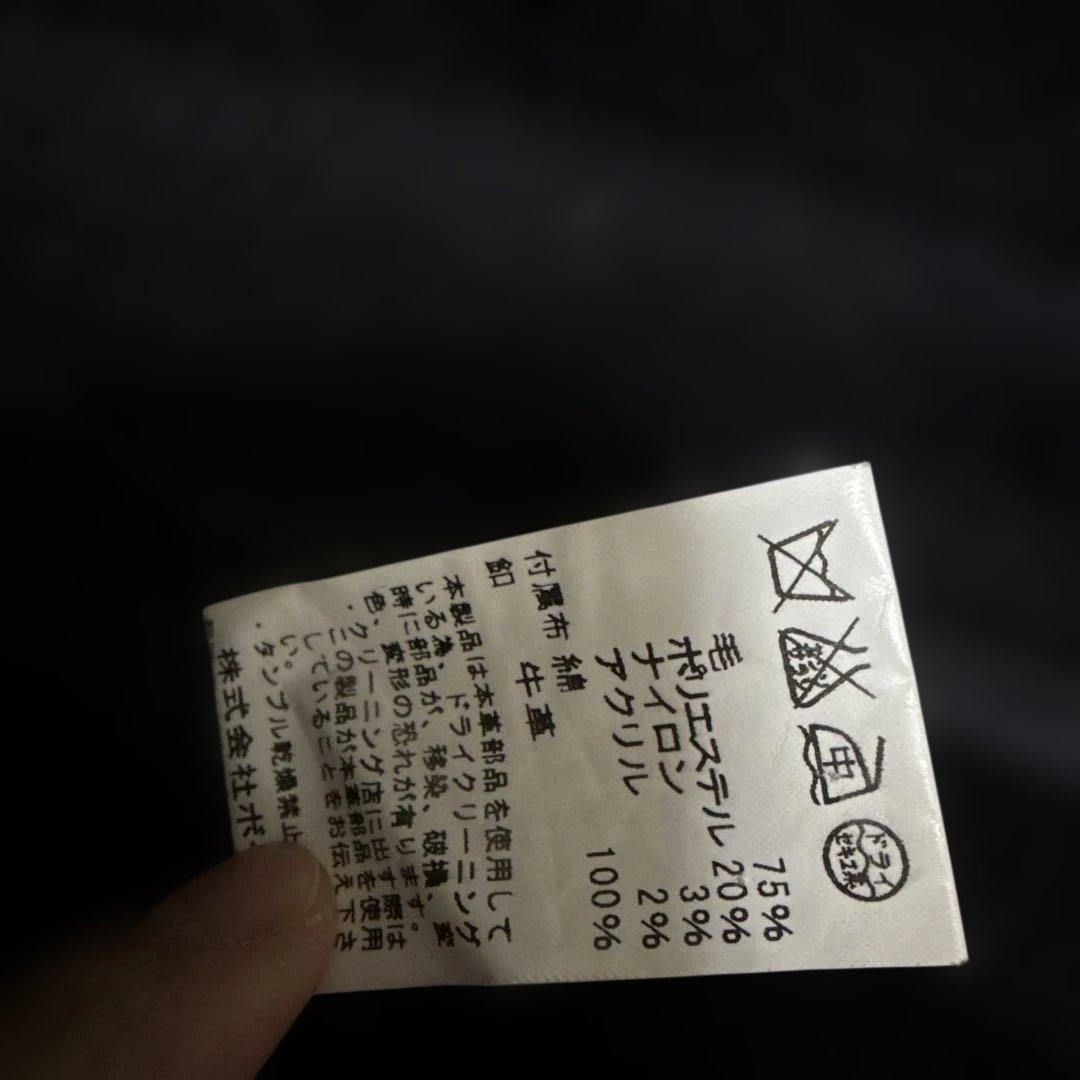 ドライ
セキユ系
毛 75%
ポリエステル 20%
ナイロン 3%
アクリル 2%
付属布 綿 100%
釦 牛革
本製品は本革部品を使用して
いる為、ドライクリーニング
時に部品が、移染、破損、変
色、変形の恐れが有ります。
・クリーニング店に出す際は
この製品が本革部品を使用
していることをお伝え下さ
い。
・タンブル乾燥禁止
株式会社ボ